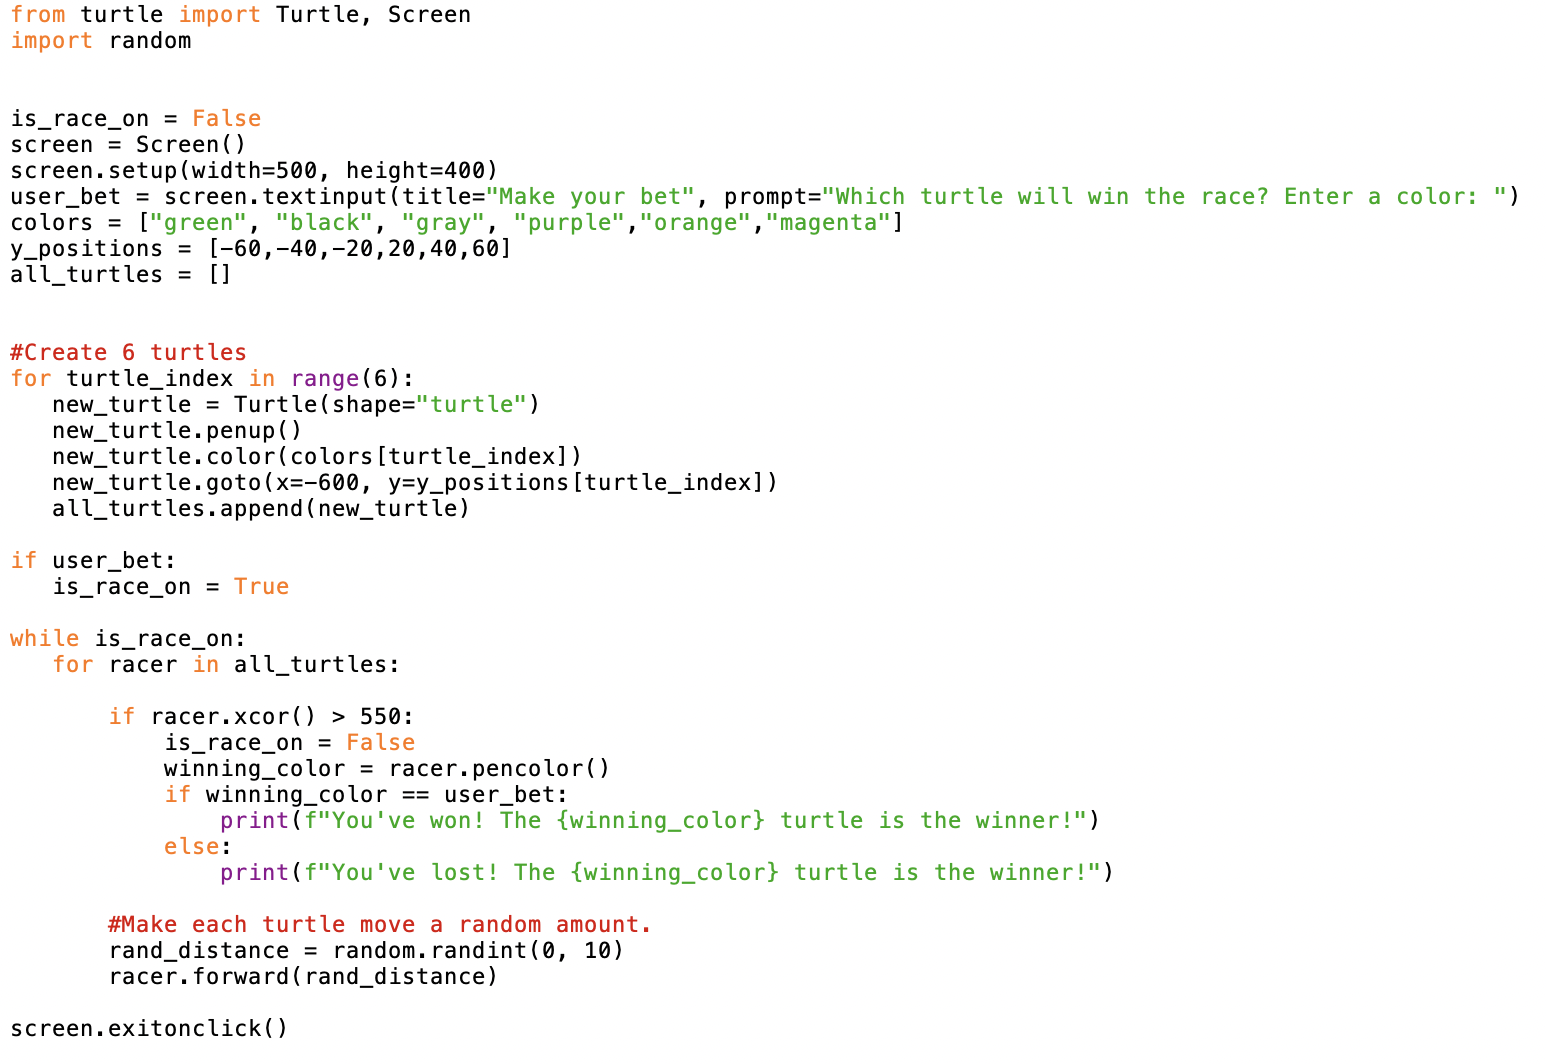 from turtle import Turtle, Screen
import random
is_race_on = False
screen = Screen()
screen.setup(width=500, height=400)
user_bet = screen.textinput(title="Make your bet", prompt="Which turtle will win the race? Enter a color: ")
colors = ["green", "black", "gray", "purple","orange","magenta"]
y_positions = [-60,-40,-20,20,40,60]
all_turtles = []
#Create 6 turtles
for turtle_index in range(6):
   new_turtle = Turtle(shape="turtle")
   new_turtle.penup()
   new_turtle.color(colors[turtle_index])
   new_turtle.goto(x=-600, y=y_positions[turtle_index])
   all_turtles.append(new_turtle)
if user_bet:
   is_race_on = True
while is_race_on:
   for racer in all_turtles:
       if racer.xcor() > 550:
           is_race_on = False
           winning_color = racer.pencolor()
           if winning_color == user_bet:
               print(f"You've won! The {winning_color} turtle is the winner!")
           else:
               print(f"You've lost! The {winning_color} turtle is the winner!")
       #Make each turtle move a random amount.
       rand_distance = random.randint(0, 10)
       racer.forward(rand_distance)
screen.exitonclick()